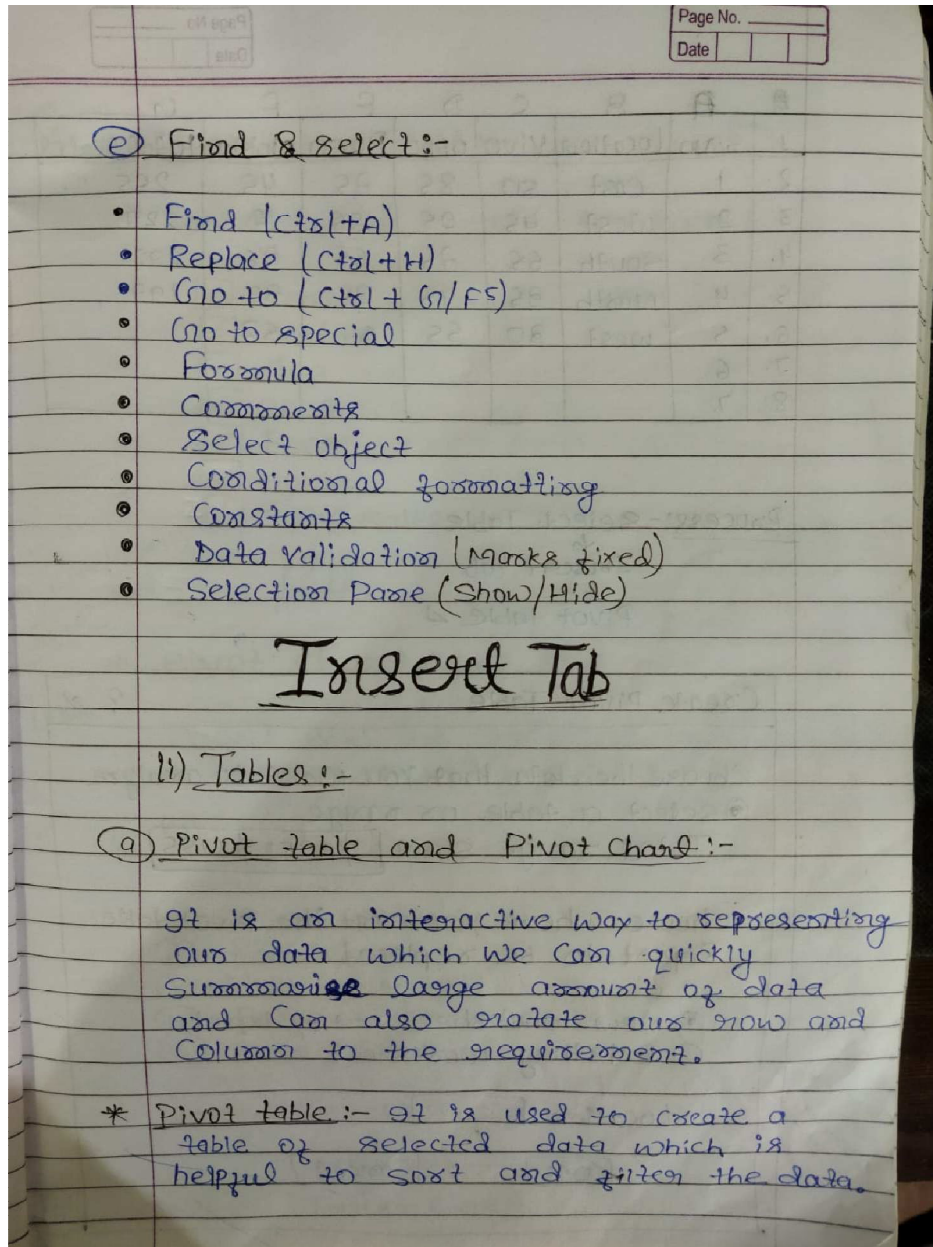 Page No.
Date
(e) Find & select :-
• Find (Ctrl+A)
• Replace (Ctrl+H)
• Go to (Ctrl + G/F5)
• Go to special
• Formula
• Comments
• Select object
• Conditional formatting
• Constants
• Data validation (Marks fixed)
• Selection Pane (Show/Hide)
Insert Tab
(i) Tables :-
(a) Pivot table and Pivot Chart :-
It is an interactive way to representing
our data which we can quickly
Summarise large amount of data
and Can also rotate our row and
Column to the requirement.
* Pivot table :- It is used to create a
table of selected data which is
helpful to sort and filter the data.